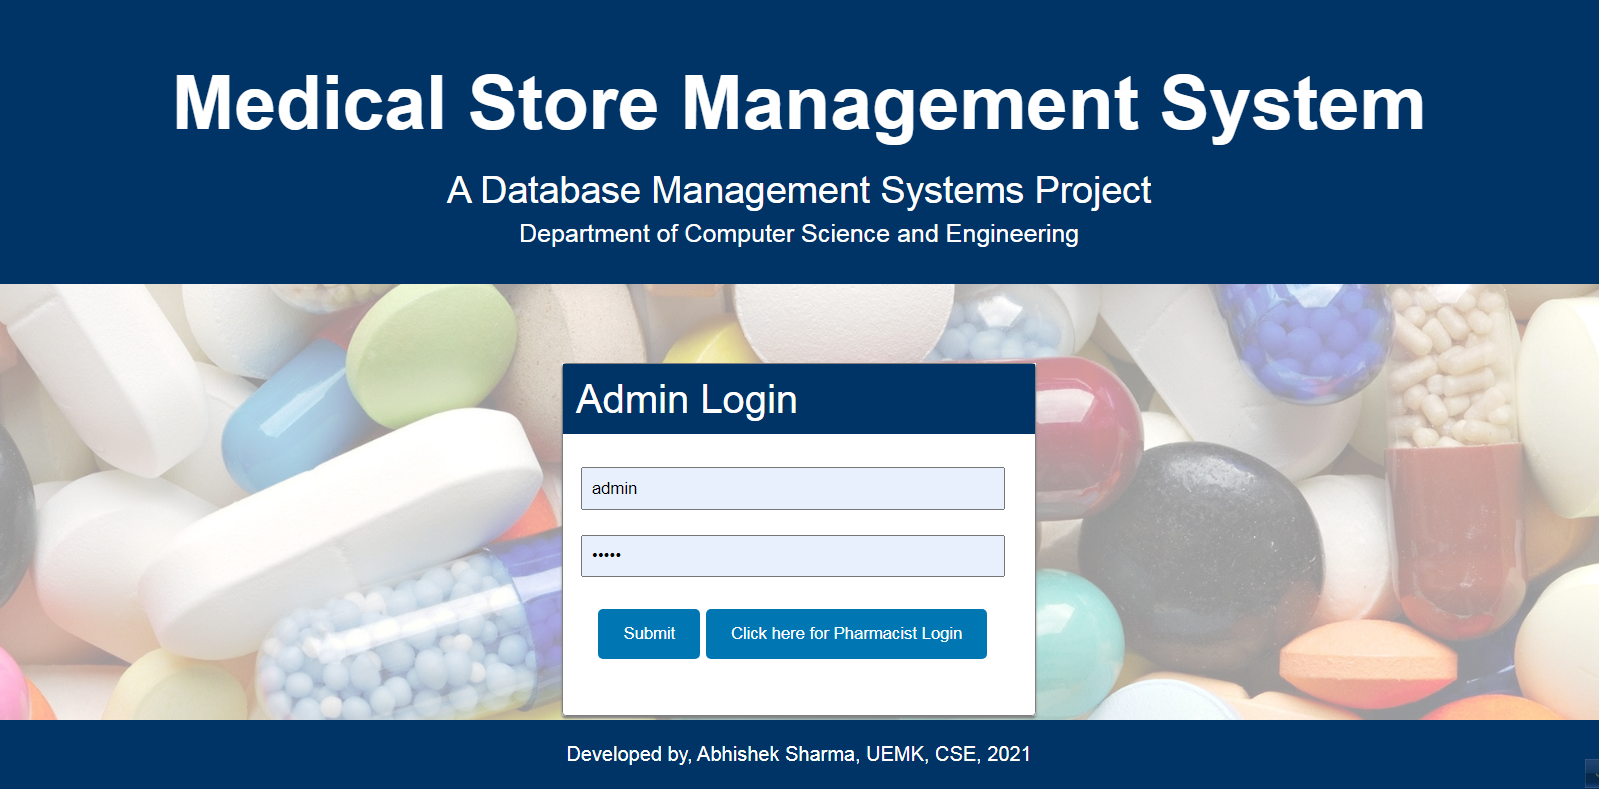 Medical Store Management System
A Database Management Systems Project
Department of Computer Science and Engineering
Admin Login
admin
•••••
Submit Click here for Pharmacist Login
Developed by, Abhishek Sharma, UEMK, CSE, 2021